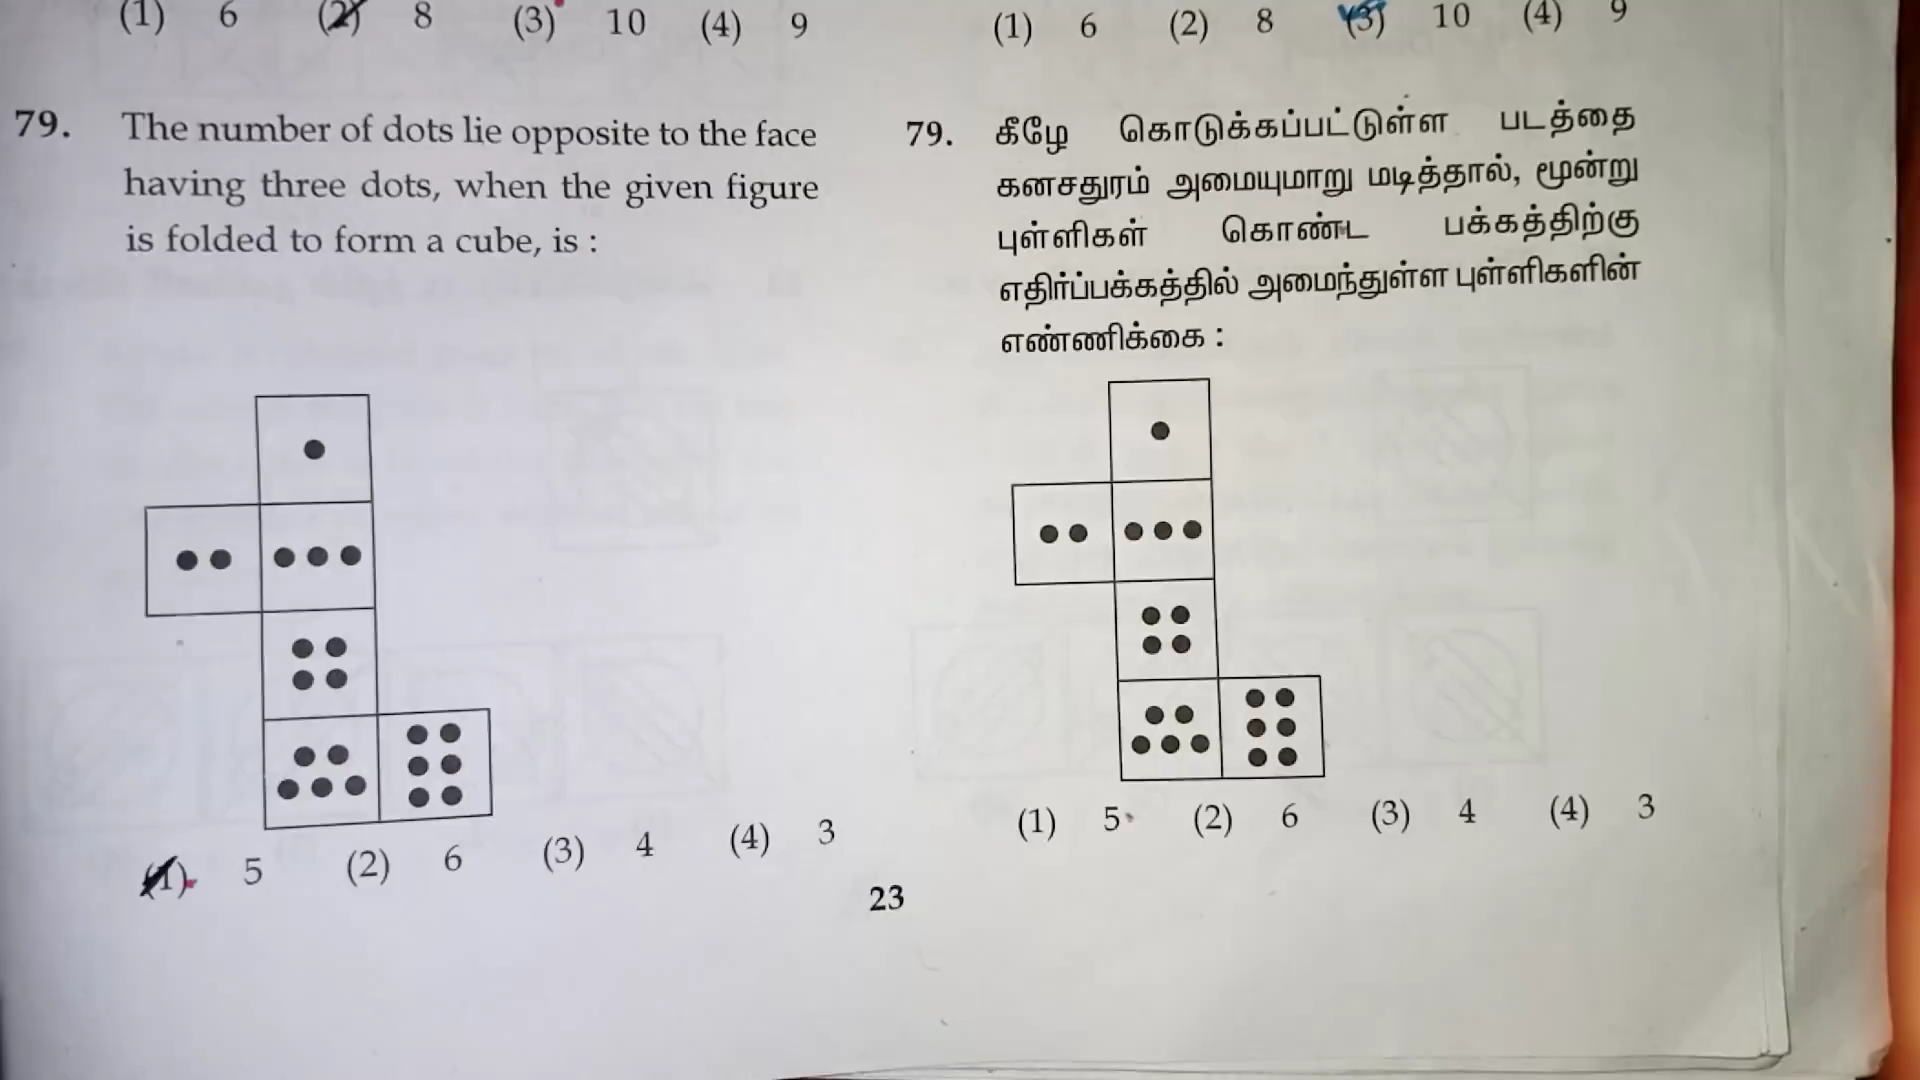 (1) 6 (2) 8 (3) 10 (4) 9
79. The number of dots lie opposite to the face
having three dots, when the given figure
is folded to form a cube, is :
(1) 5 (2) 6 (3) 4 (4) 3
(1) 6 (2) 8 (3) 10 (4) 9
79. கீழே கொடுக்கப்பட்டுள்ள படத்தை
கனசதுரம் அமையுமாறு மடித்தால், மூன்று
புள்ளிகள் கொண்ட பக்கத்திற்கு
எதிர்ப்பக்கத்தில் அமைந்துள்ள புள்ளிகளின்
எண்ணிக்கை :
(1) 5 (2) 6 (3) 4 (4) 3
23